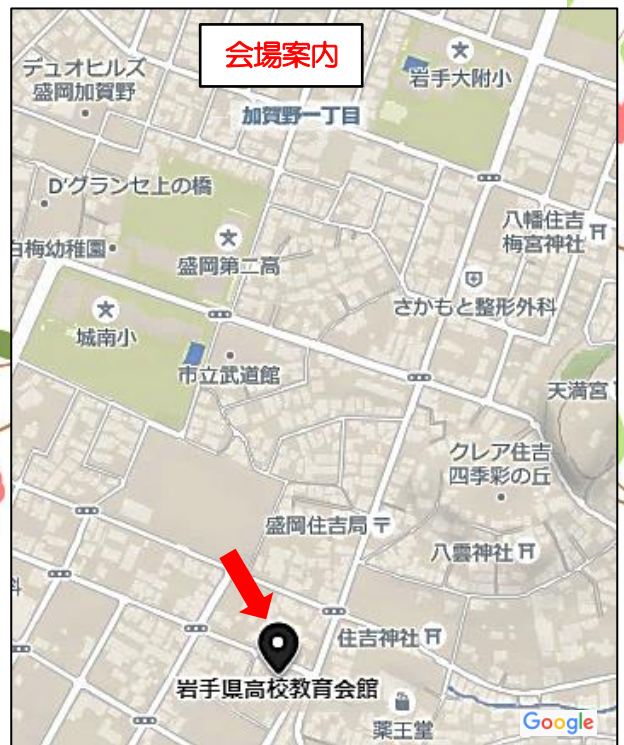 会場案内
デュオヒルズ
盛岡加賀野
岩手大附小
加賀野一丁目
D'グランセ上の橋
八幡住吉
梅宮神社
白梅幼稚園
盛岡第二高
さかもと整形外科
城南小
市立武道館
天満宮
クレア住吉
四季彩の丘
盛岡住吉局
八雲神社
住吉神社
岩手県高校教育会館
薬王堂
Google